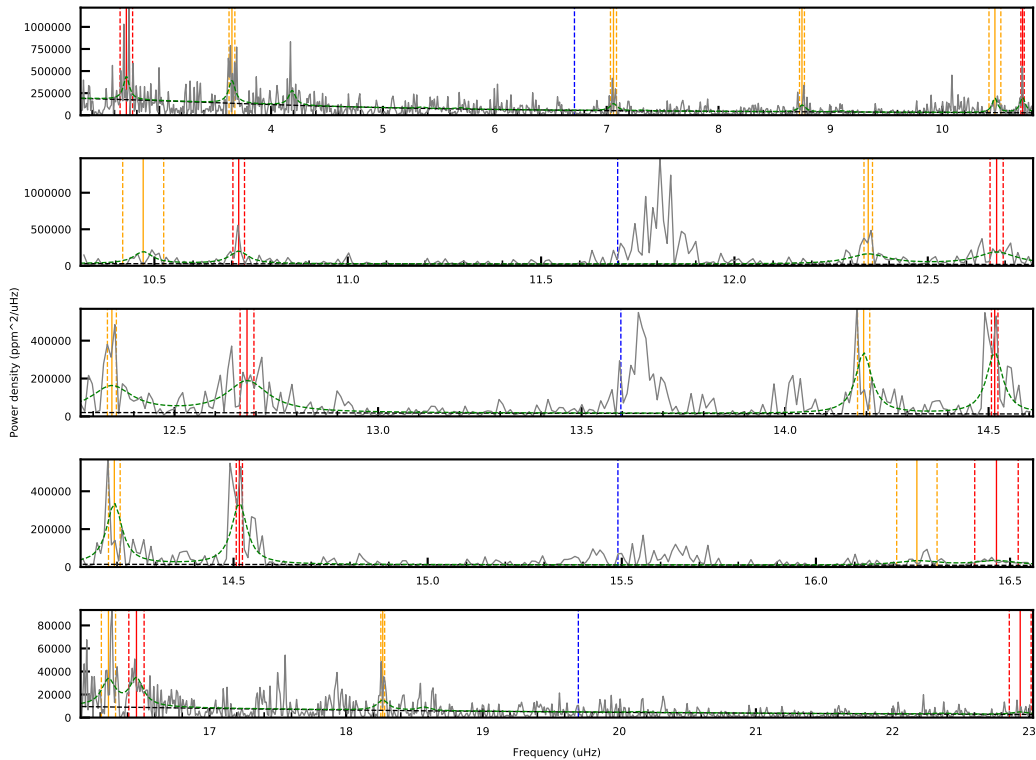 1000000
750000
500000
250000
0
3 4 5 6 7 8 9 10
1000000
500000
0
10.5 11.0 11.5 12.0 12.5
400000
200000
0
12.5 13.0 13.5 14.0 14.5
Power density (ppm^2/uHz)
400000
200000
0
14.5 15.0 15.5 16.0 16.5
80000
60000
40000
20000
0
17 18 19 20 21 22 23
Frequency (uHz)